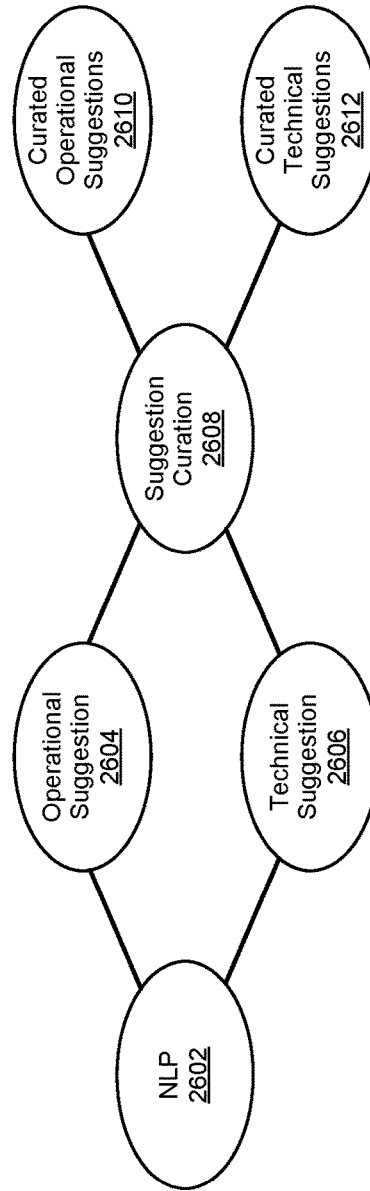 NLP
2602
Operational
Suggestion
2604
Technical
Suggestion
2606
Suggestion
Curation
2608
Curated
Operational
Suggestions
2610
Curated
Technical
Suggestions
2612